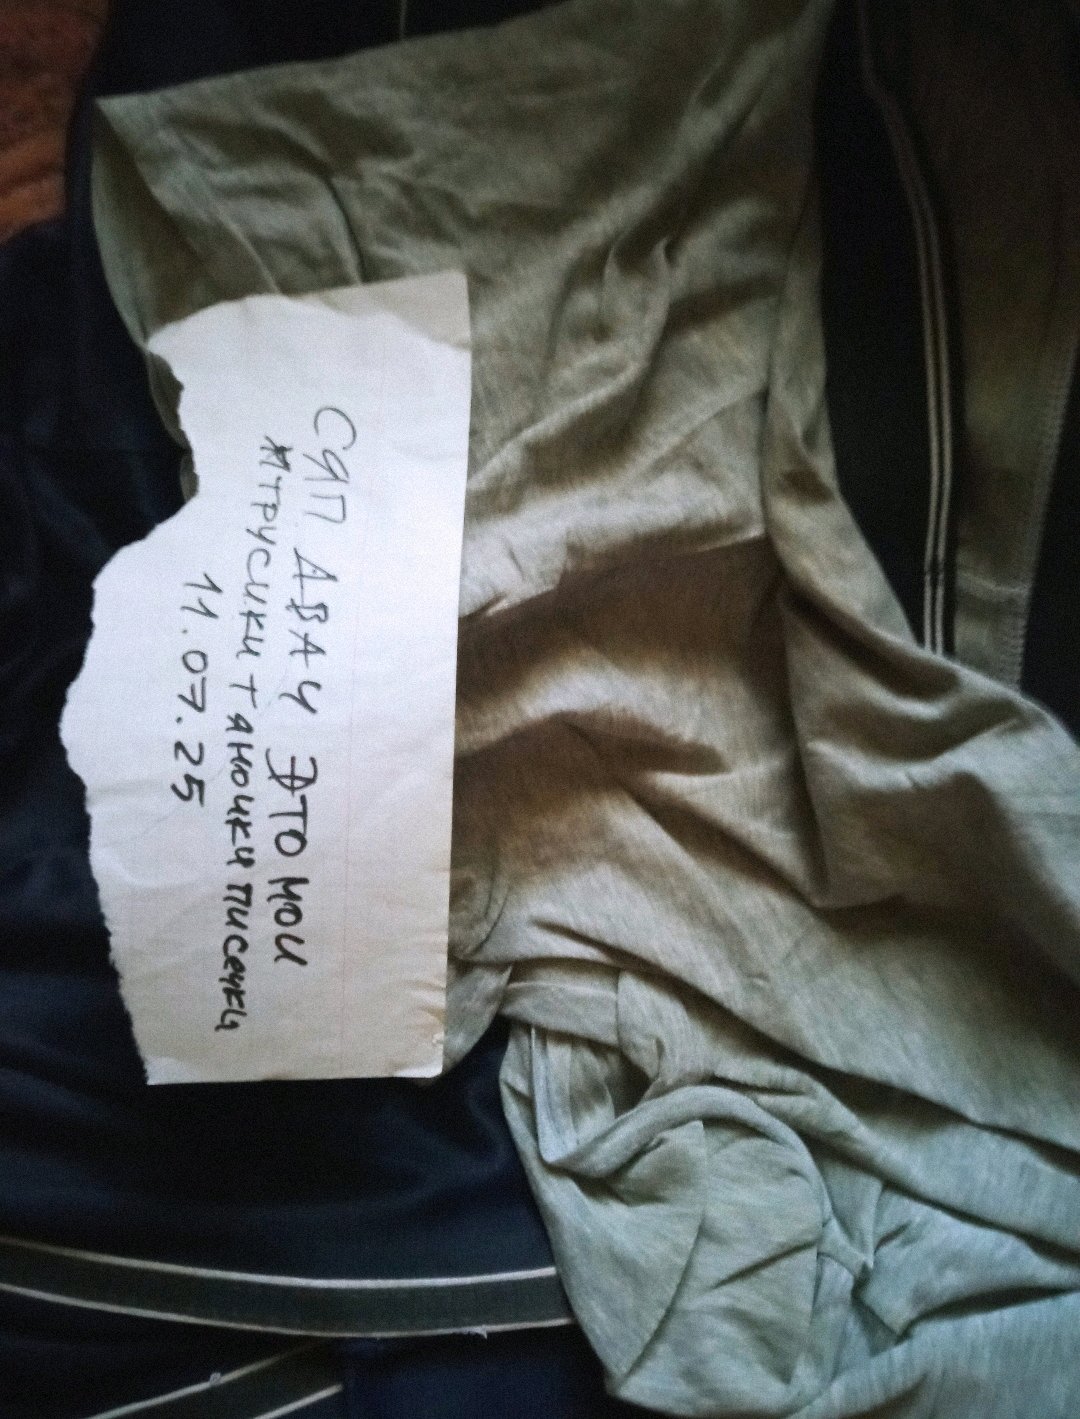 СЯП ДВАЧ ЭТО МОИ
ТРУСИКИ ТЯНОЧКИ ПИСЕЧКИ
11.07.25